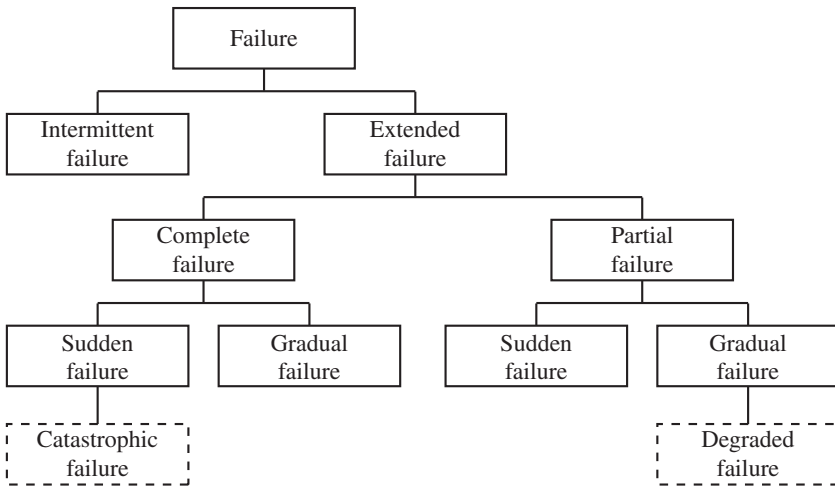 Failure
Intermittent
failure
Extended
failure
Complete
failure
Partial
failure
Sudden
failure
Gradual
failure
Sudden
failure
Gradual
failure
Catastrophic
failure
Degraded
failure